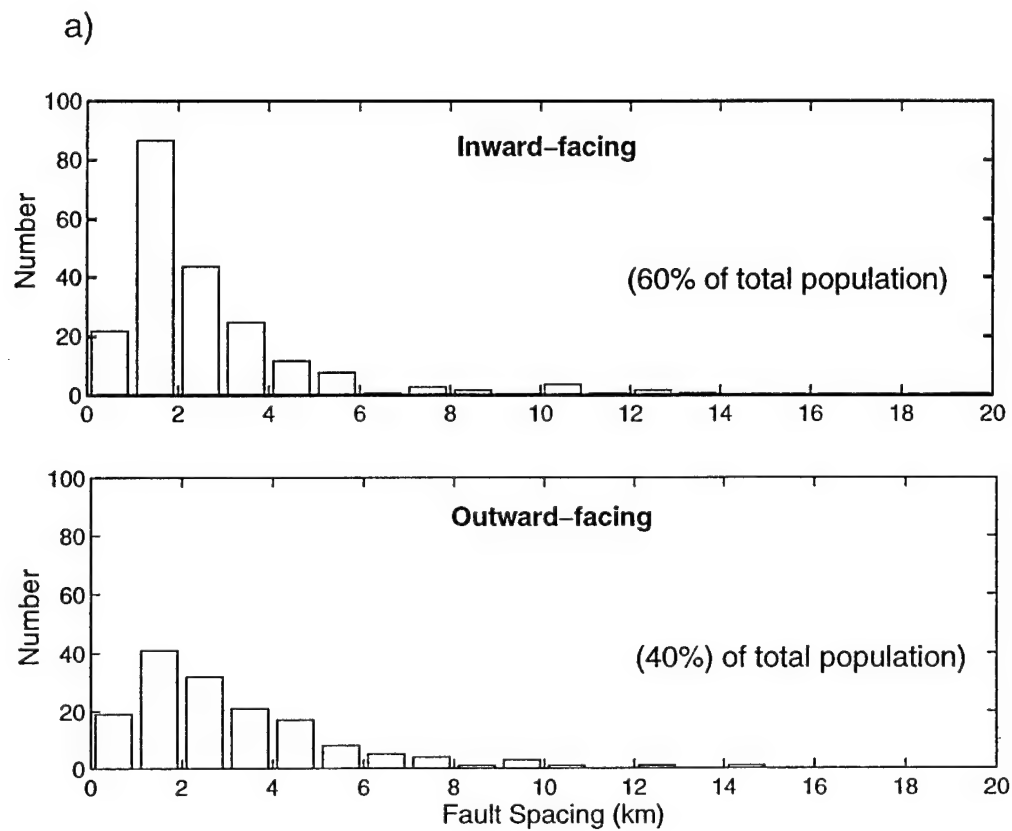 a)
100
80
60
40
20
0
Number
Inward–facing
(60% of total population)
0 2 4 6 8 10 12 14 16 18 20
100
80
60
40
20
0
Number
Outward–facing
(40%) of total population)
0 2 4 6 8 10 12 14 16 18 20
Fault Spacing (km)